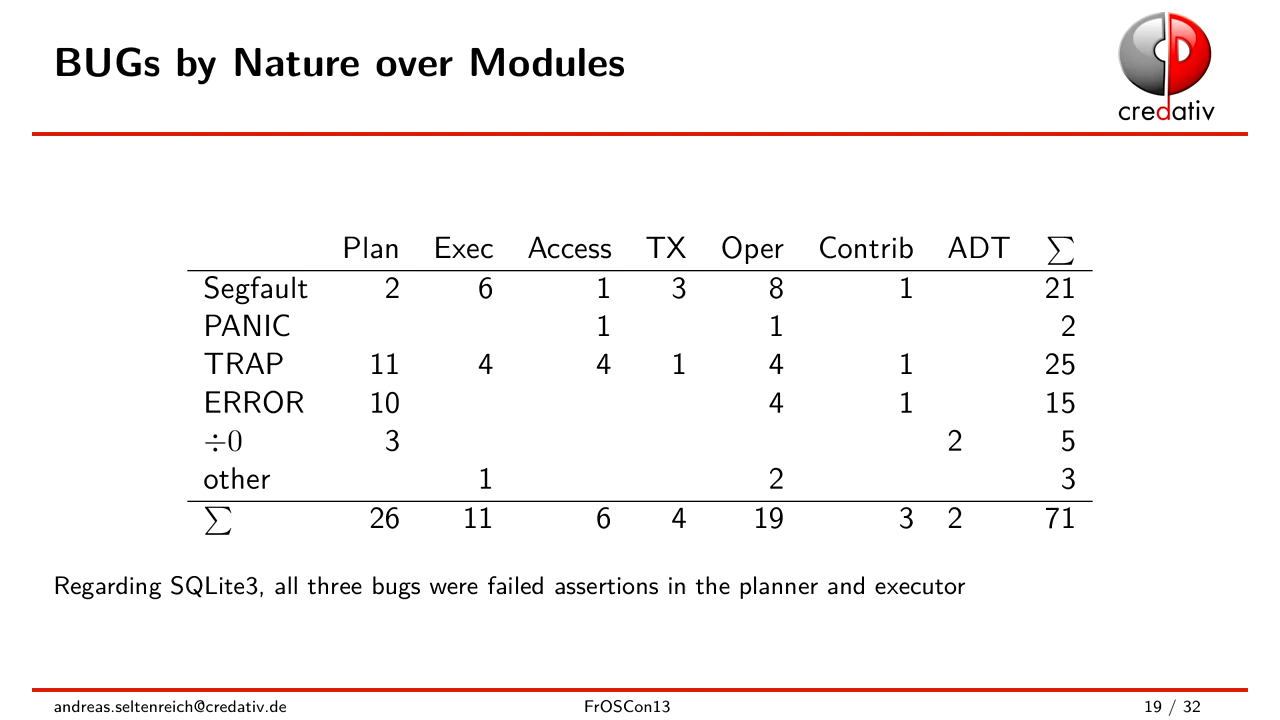 BUGs by Nature over Modules
credativ
Plan Exec Access TX Oper Contrib ADT ∑
Segfault 2 6 1 3 8 1 21
PANIC 1 1 2
TRAP 11 4 4 1 4 1 25
ERROR 10 4 1 15
÷0 3 2 5
other 1 2 3
∑ 26 11 6 4 19 3 2 71
Regarding SQLite3, all three bugs were failed assertions in the planner and executor
andreas.seltenreich@credativ.de FrOSCon13 19 / 32